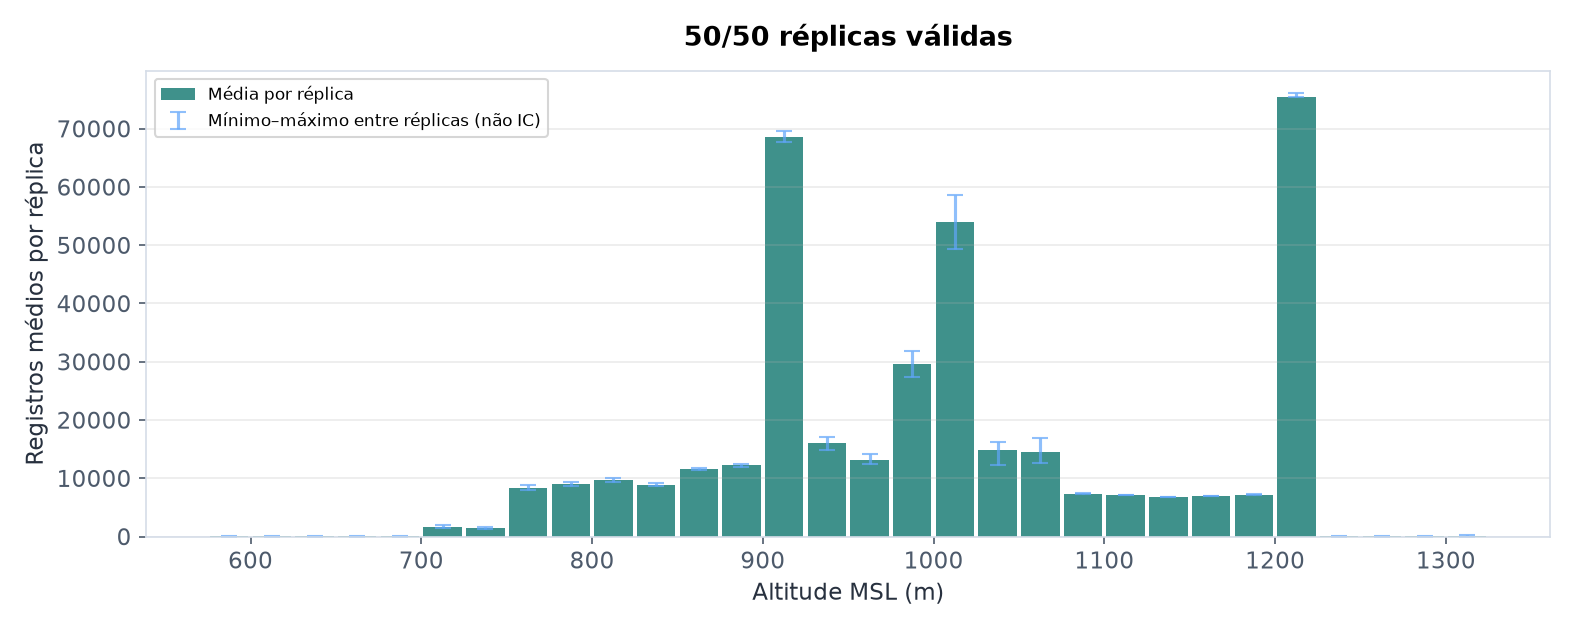 50/50 réplicas válidas
Média por réplica
Mínimo–máximo entre réplicas (não IC)
Registros médios por réplica
70000
60000
50000
40000
30000
20000
10000
0
600 700 800 900 1000 1100 1200 1300
Altitude MSL (m)